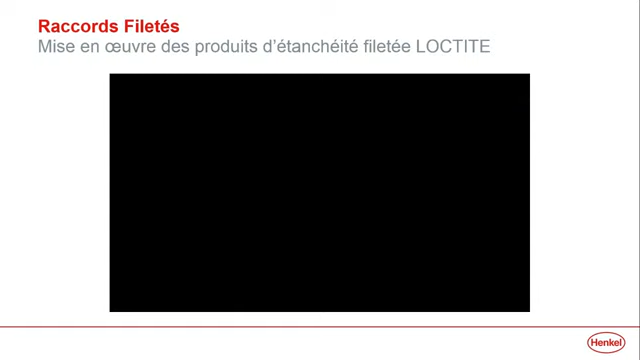 Raccords Filetés
Mise en œuvre des produits d'étanchéité filetée LOCTITE
Henkel